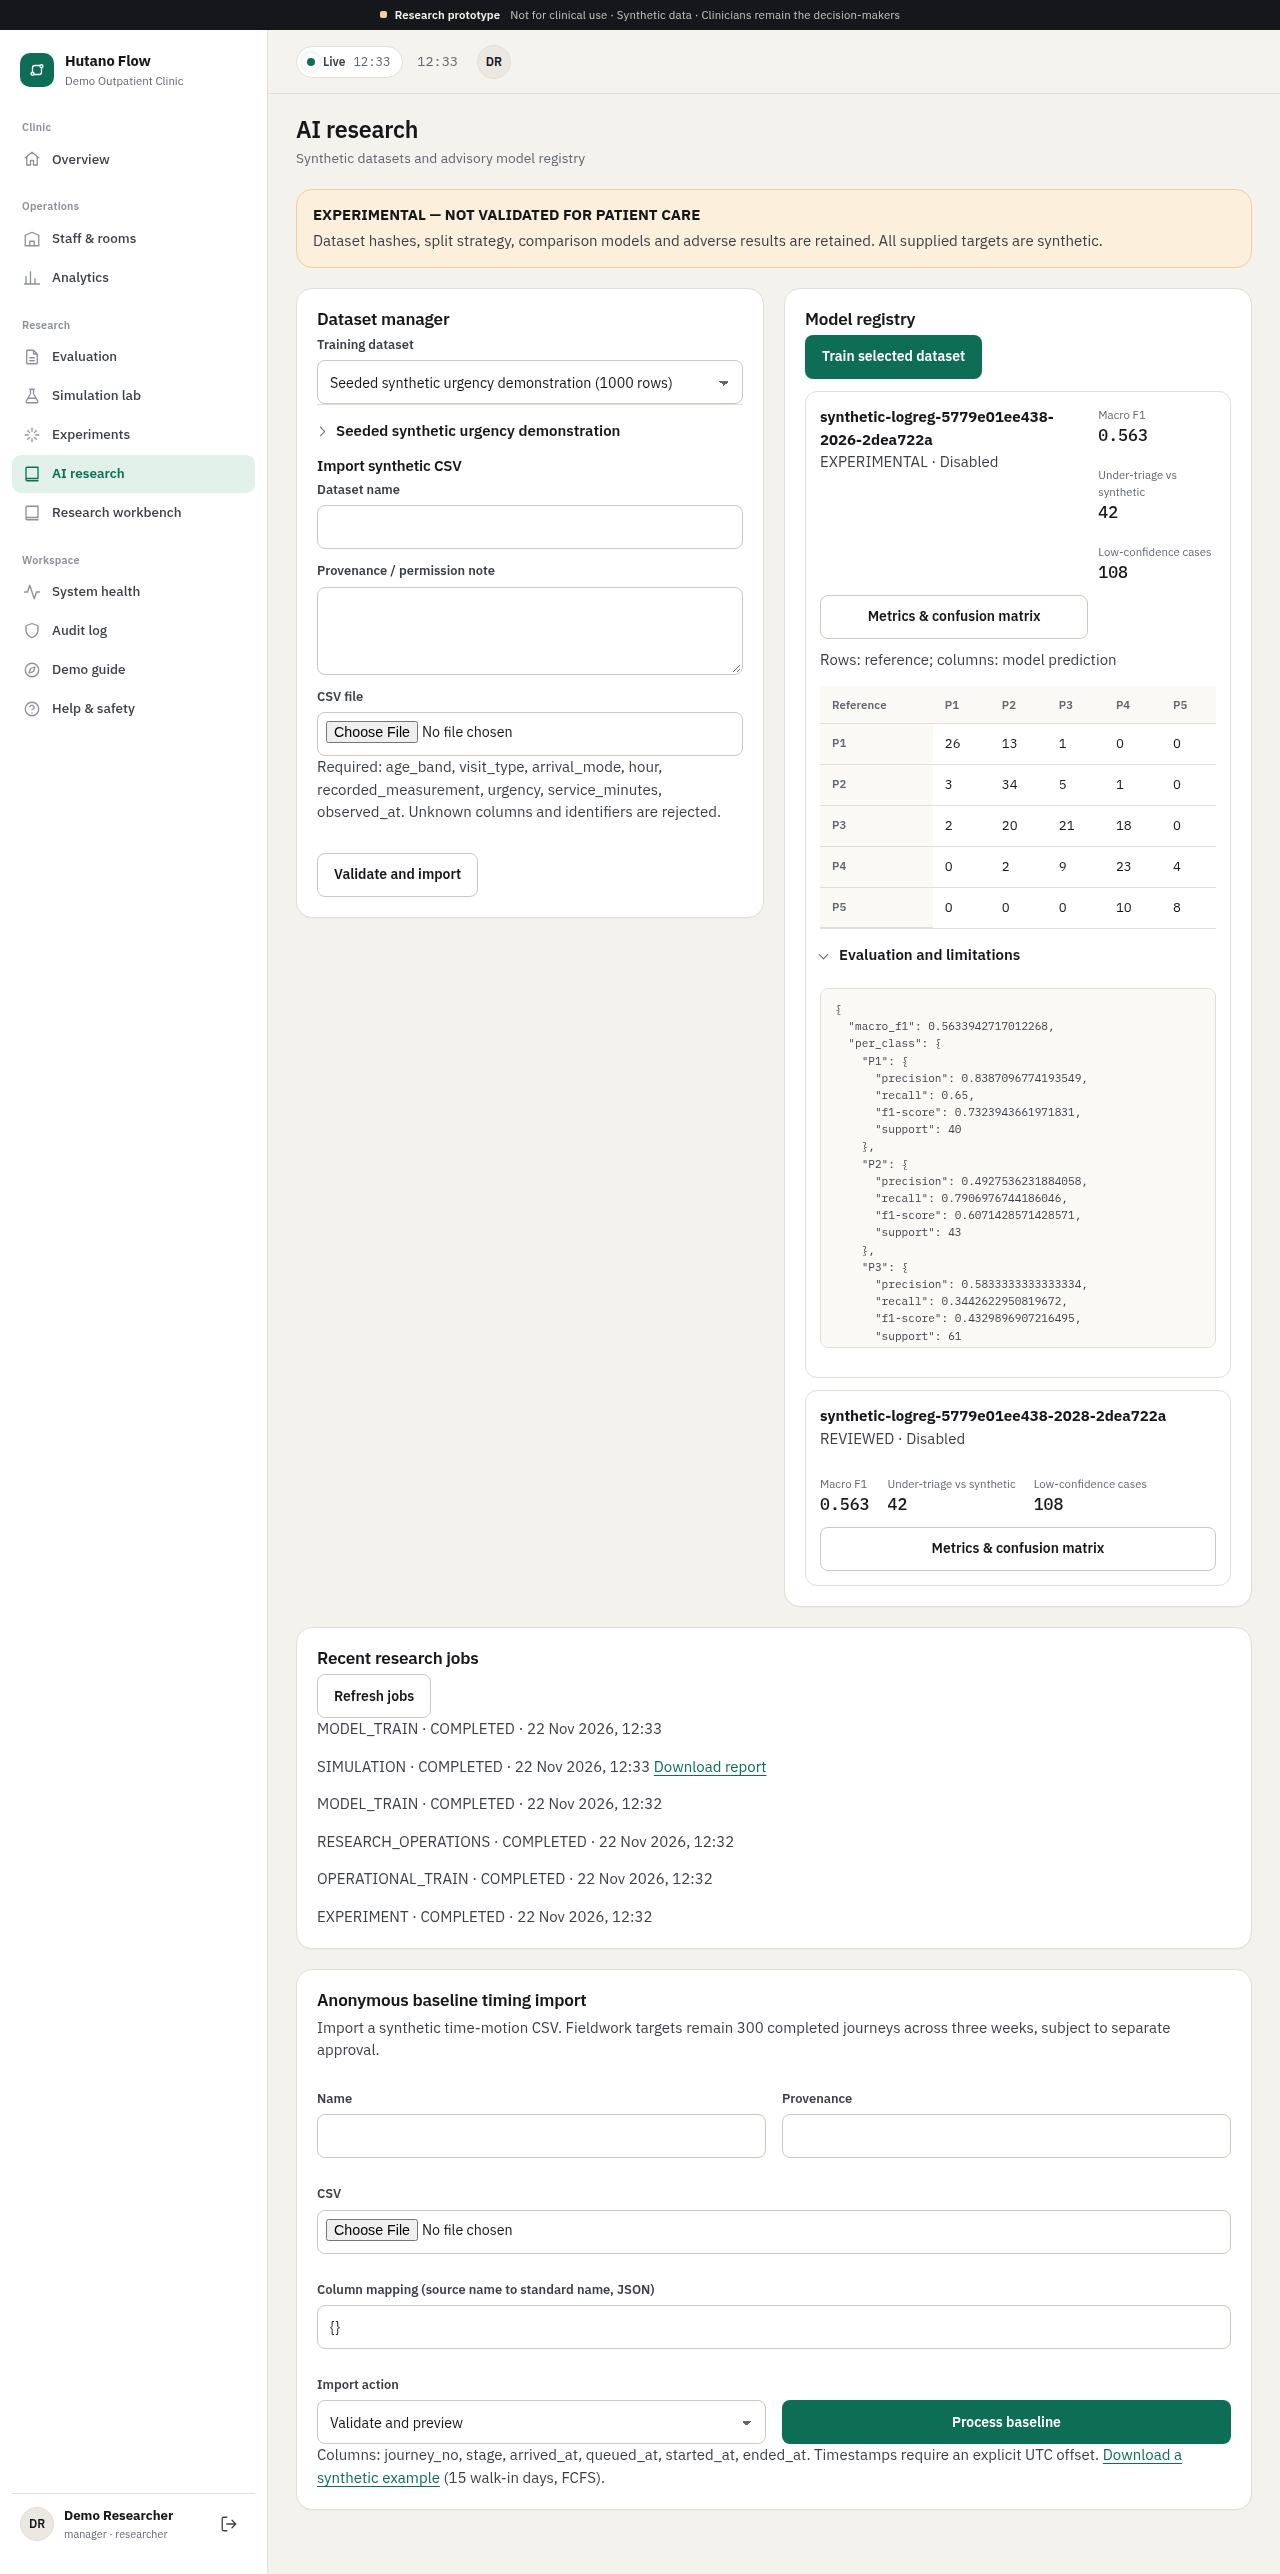 Research prototype Not for clinical use · Synthetic data · Clinicians remain the decision-makers
Hutano Flow
Demo Outpatient Clinic
Clinic
Overview
Operations
Staff & rooms
Analytics
Research
Evaluation
Simulation lab
Experiments
AI research
Research workbench
Workspace
System health
Audit log
Demo guide
Help & safety
DR
Demo Researcher
manager · researcher
Live 12:33 12:33 DR
AI research
Synthetic datasets and advisory model registry
EXPERIMENTAL — NOT VALIDATED FOR PATIENT CARE
Dataset hashes, split strategy, comparison models and adverse results are retained. All supplied targets are synthetic.
Dataset manager
Training dataset
Seeded synthetic urgency demonstration (1000 rows)
Seeded synthetic urgency demonstration
Import synthetic CSV
Dataset name
Provenance / permission note
CSV file
Choose File No file chosen
Required: age_band, visit_type, arrival_mode, hour,
recorded_measurement, urgency, service_minutes,
observed_at. Unknown columns and identifiers are rejected.
Validate and import
Model registry
Train selected dataset
synthetic-logreg-5779e01ee438-
2026-2dea722a
EXPERIMENTAL · Disabled
Macro F1
0.563
Under-triage vs
synthetic
42
Low-confidence cases
108
Metrics & confusion matrix
Rows: reference; columns: model prediction
Reference P1 P2 P3 P4 P5
P1 26 13 1 0 0
P2 3 34 5 1 0
P3 2 20 21 18 0
P4 0 2 9 23 4
P5 0 0 0 10 8
Evaluation and limitations
{
"macro_f1": 0.5633942717012268,
"per_class": {
"P1": {
"precision": 0.8387096774193549,
"recall": 0.65,
"f1-score": 0.7323943661971831,
"support": 40
},
"P2": {
"precision": 0.4927536231884058,
"recall": 0.7906976744186046,
"f1-score": 0.6071428571428571,
"support": 43
},
"P3": {
"precision": 0.5833333333333334,
"recall": 0.3442622950819672,
"f1-score": 0.4329896907216495,
"support": 61
synthetic-logreg-5779e01ee438-2028-2dea722a
REVIEWED · Disabled
Macro F1 Under-triage vs synthetic Low-confidence cases
0.563 42 108
Metrics & confusion matrix
Recent research jobs
Refresh jobs
MODEL_TRAIN · COMPLETED · 22 Nov 2026, 12:33
SIMULATION · COMPLETED · 22 Nov 2026, 12:33 Download report
MODEL_TRAIN · COMPLETED · 22 Nov 2026, 12:32
RESEARCH_OPERATIONS · COMPLETED · 22 Nov 2026, 12:32
OPERATIONAL_TRAIN · COMPLETED · 22 Nov 2026, 12:32
EXPERIMENT · COMPLETED · 22 Nov 2026, 12:32
Anonymous baseline timing import
Import a synthetic time-motion CSV. Fieldwork targets remain 300 completed journeys across three weeks, subject to separate
approval.
Name Provenance
CSV
Choose File No file chosen
Column mapping (source name to standard name, JSON)
{}
Import action
Validate and preview Process baseline
Columns: journey_no, stage, arrived_at, queued_at, started_at, ended_at. Timestamps require an explicit UTC offset. Download a
synthetic example (15 walk-in days, FCFS).